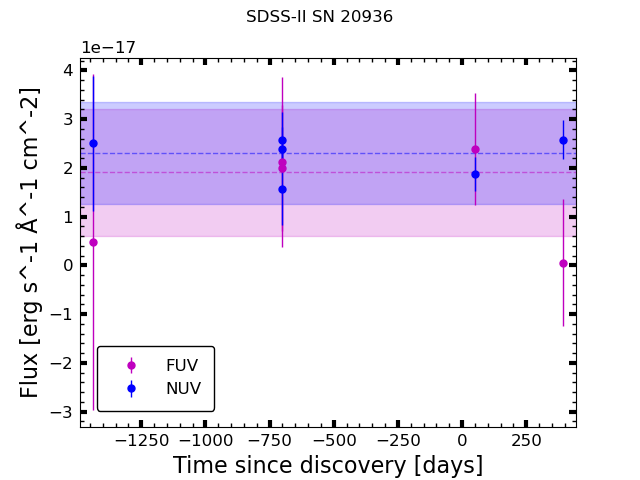 SDSS-II SN 20936
1e−17
4
3
2
1
0
−1
−2
−3
Flux [erg s^-1 Å^-1 cm^-2]
FUV
NUV
−1250 −1000 −750 −500 −250 0 250
Time since discovery [days]